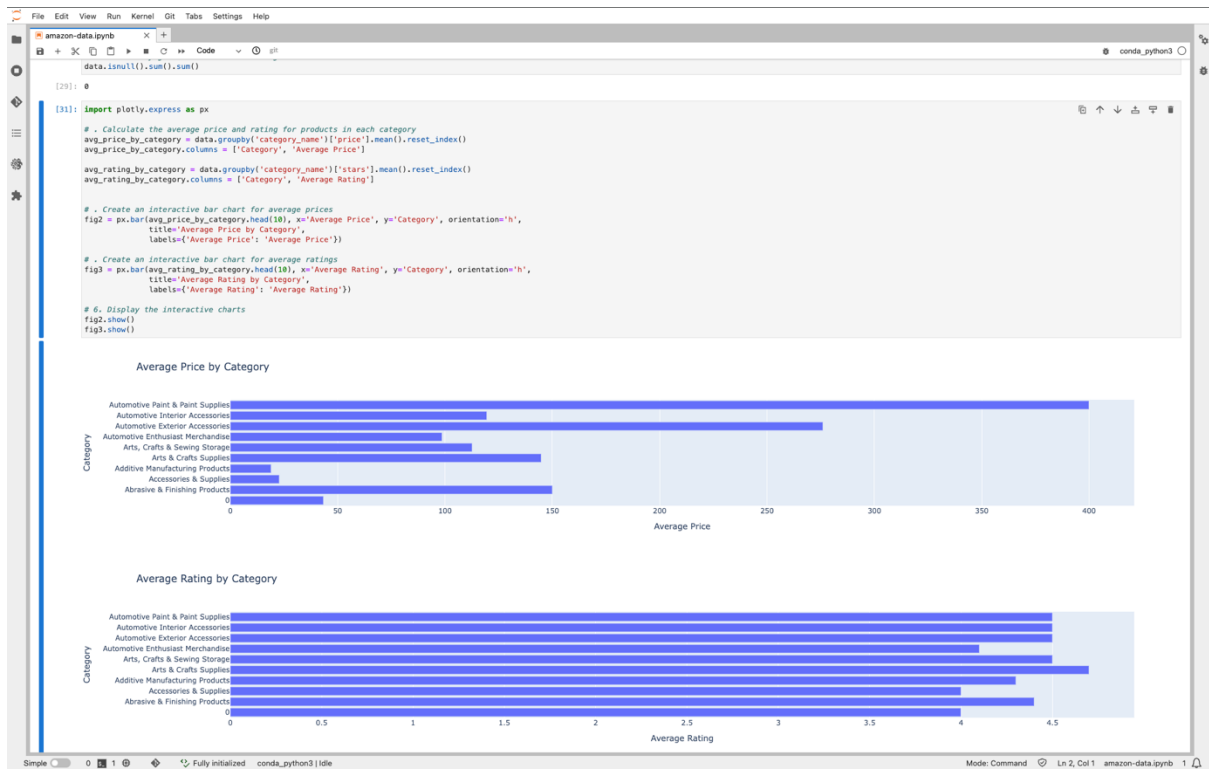 File Edit View Run Kernel Git Tabs Settings Help
amazon-data.ipynb × +
Code git conda_python3
data.isnull().sum().sum()
[29]: 0
[31]: import plotly.express as px
# . Calculate the average price and rating for products in each category
avg_price_by_category = data.groupby('category_name')['price'].mean().reset_index()
avg_price_by_category.columns = ['Category', 'Average Price']
avg_rating_by_category = data.groupby('category_name')['stars'].mean().reset_index()
avg_rating_by_category.columns = ['Category', 'Average Rating']
# . Create an interactive bar chart for average prices
fig2 = px.bar(avg_price_by_category.head(10), x='Average Price', y='Category', orientation='h',
title='Average Price by Category',
labels={'Average Price': 'Average Price'})
# . Create an interactive bar chart for average ratings
fig3 = px.bar(avg_rating_by_category.head(10), x='Average Rating', y='Category', orientation='h',
title='Average Rating by Category',
labels={'Average Rating': 'Average Rating'})
# 6. Display the interactive charts
fig2.show()
fig3.show()
Average Price by Category
Automotive Paint & Paint Supplies
Automotive Interior Accessories
Automotive Exterior Accessories
Automotive Enthusiast Merchandise
Arts, Crafts & Sewing Storage
Arts & Crafts Supplies
Additive Manufacturing Products
Accessories & Supplies
Abrasive & Finishing Products
0
Category
0 50 100 150 200 250 300 350 400
Average Price
Average Rating by Category
Automotive Paint & Paint Supplies
Automotive Interior Accessories
Automotive Exterior Accessories
Automotive Enthusiast Merchandise
Arts, Crafts & Sewing Storage
Arts & Crafts Supplies
Additive Manufacturing Products
Accessories & Supplies
Abrasive & Finishing Products
0
Category
0 0.5 1 1.5 2 2.5 3 3.5 4 4.5
Average Rating
Simple 0 1 Fully initialized conda_python3 | Idle Mode: Command Ln 2, Col 1 amazon-data.ipynb 1